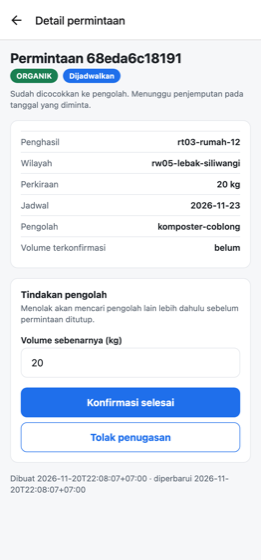 Detail permintaan
Permintaan 68eda6c18191
ORGANIK Dijadwalkan
Sudah dicocokkan ke pengolah. Menunggu penjemputan pada
tanggal yang diminta.
Penghasil rt03-rumah-12
Wilayah rw05-lebak-siliwangi
Perkiraan 20 kg
Jadwal 2026-11-23
Pengolah komposter-coblong
Volume terkonfirmasi belum
Tindakan pengolah
Menolak akan mencari pengolah lain lebih dahulu sebelum
permintaan ditutup.
Volume sebenarnya (kg)
20
Konfirmasi selesai
Tolak penugasan
Dibuat 2026-11-20T22:08:07+07:00 · diperbarui 2026-11-
20T22:08:07+07:00